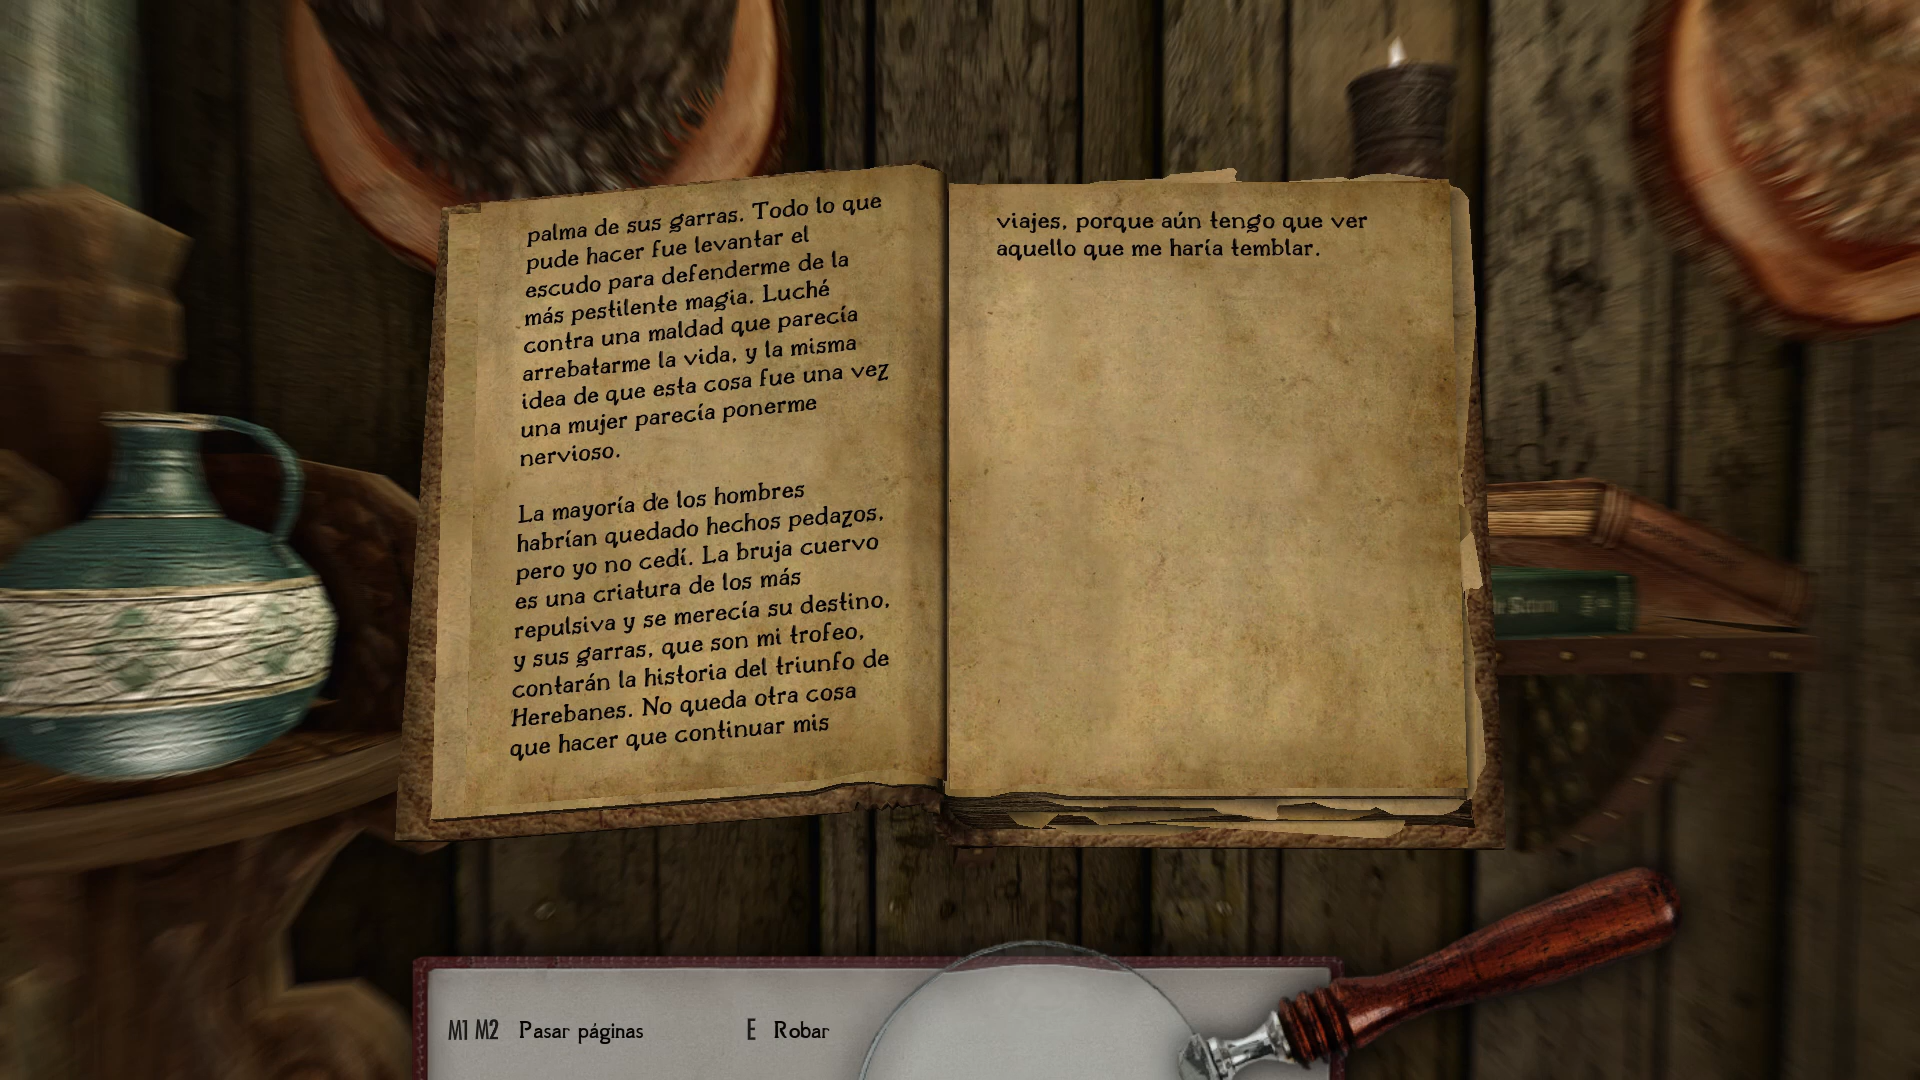 palma de sus garras. Todo lo que
pude hacer fue levantar el
escudo para defenderme de la
más pestilente magia. Luché
contra una maldad que parecía
arrebatarme la vida, y la misma
idea de que esta cosa fue una vez
una mujer parecía ponerme
nervioso.
La mayoría de los hombres
habrían quedado hechos pedazos,
pero yo no cedí. La bruja cuervo
es una criatura de los más
repulsiva y se merecía su destino,
y sus garras, que son mi trofeo,
contarán la historia del triunfo de
Herebanes. No queda otra cosa
que hacer que continuar mis
viajes, porque aún tengo que ver
aquello que me haría temblar.
M1 M2 Pasar páginas
E Robar